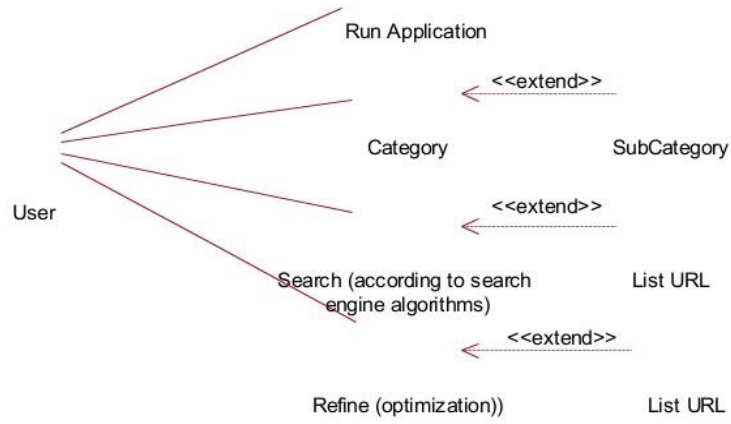 Run Application
<<extend>>
Category
SubCategory
<<extend>>
User
Search (according to search
engine algorithms)
List URL
<<extend>>
Refine (optimization))
List URL